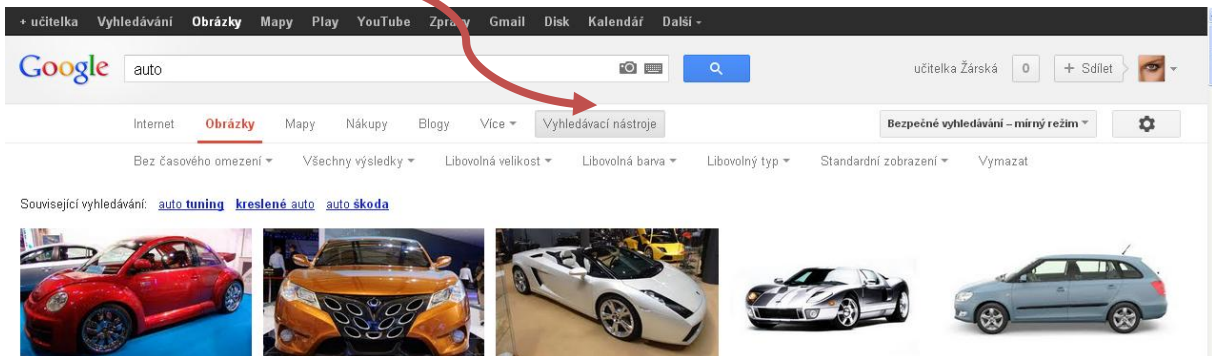 + učitelka Vyhledávání Obrázky Mapy Play YouTube Zprávy Gmail Disk Kalendář Další
Google auto učitelka Žárská 0 + Sdílet
Internet Obrázky Mapy Nákupy Blogy Více Vyhledávací nástroje Bezpečné vyhledávání – mírný režim
Bez časového omezení Všechny výsledky Libovolná velikost Libovolná barva Libovolný typ Standardní zobrazení Vymazat
Související vyhledávání: auto tuning kreslené auto auto škoda